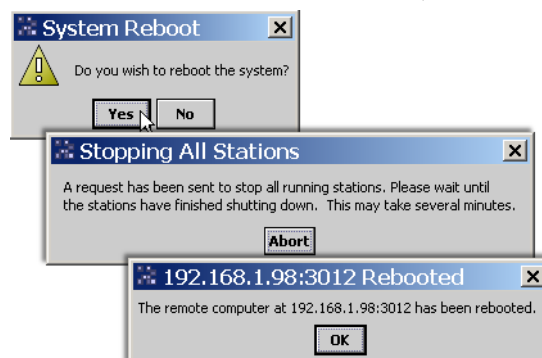 System Reboot
Do you wish to reboot the system?
Yes
No
Stopping All Stations
A request has been sent to stop all running stations. Please wait until
the stations have finished shutting down. This may take several minutes.
Abort
192.168.1.98:3012 Rebooted
The remote computer at 192.168.1.98:3012 has been rebooted.
OK